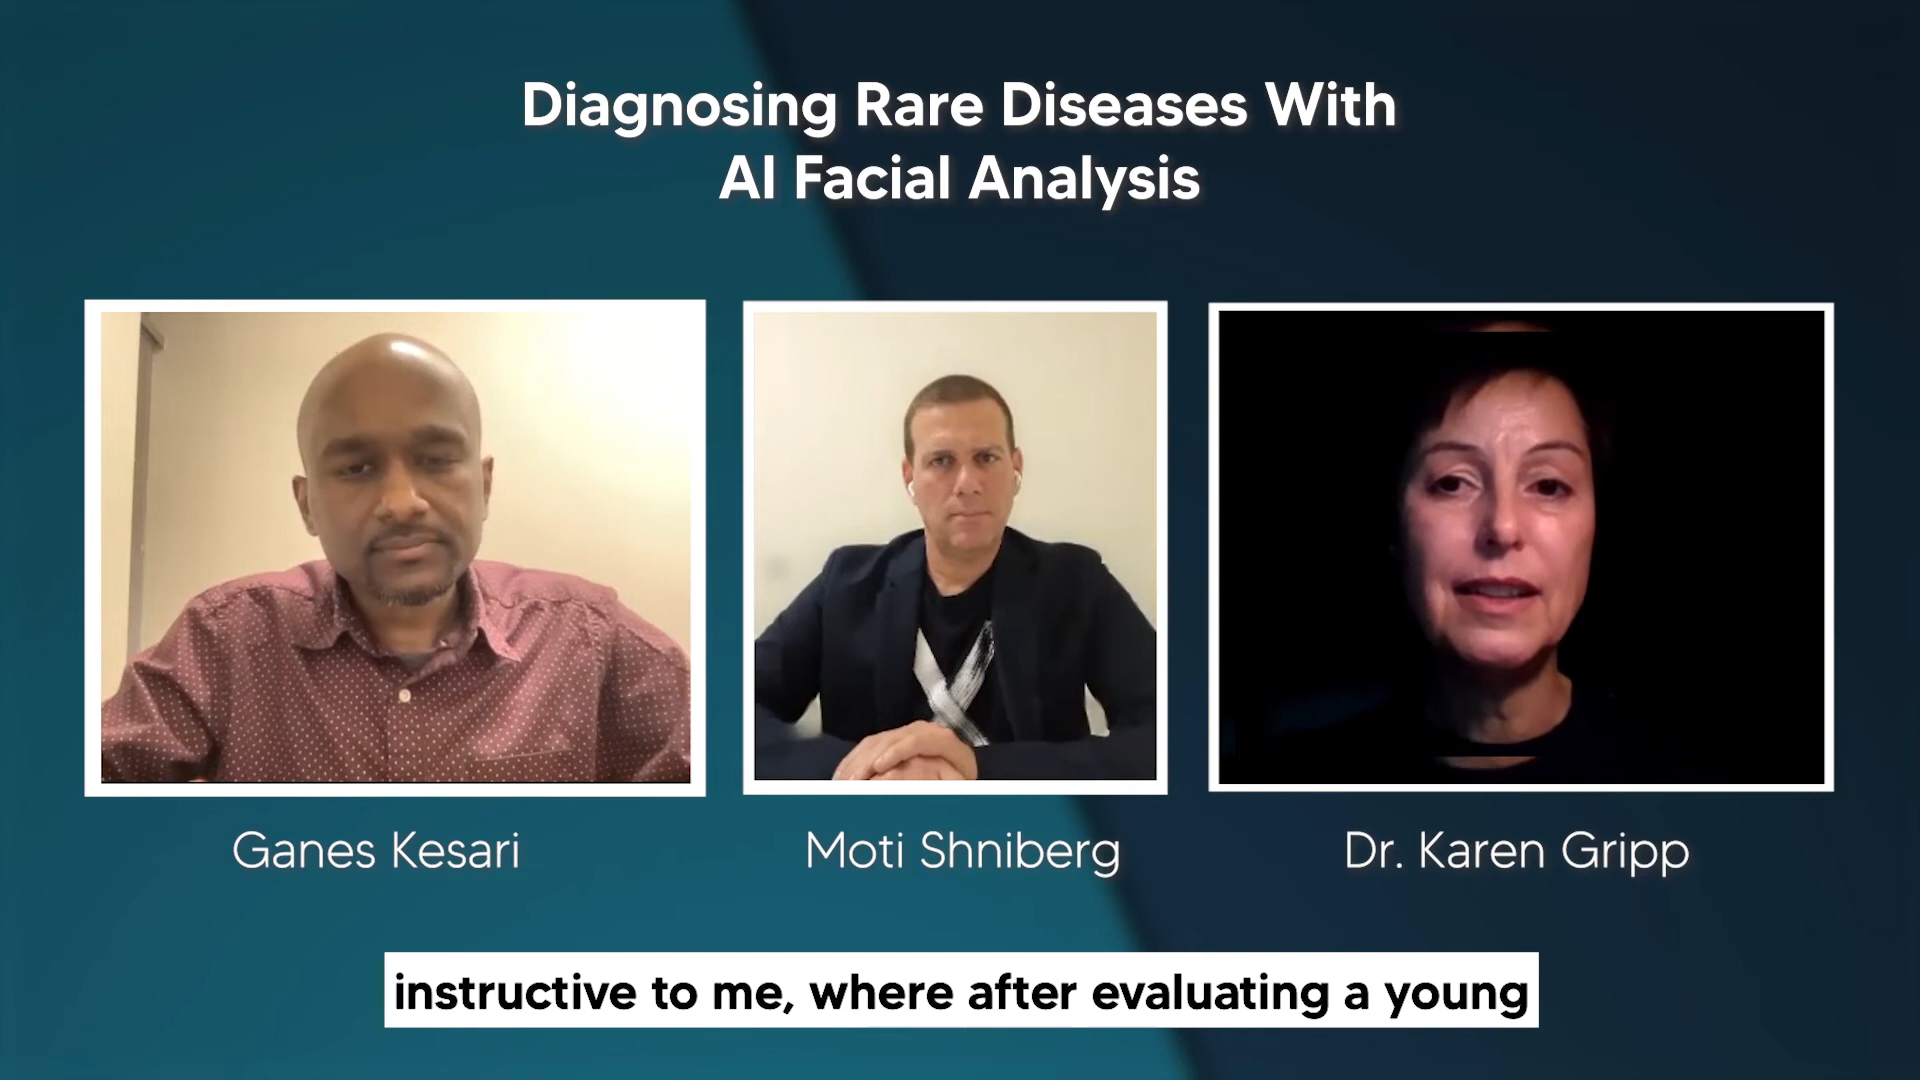 Diagnosing Rare Diseases With
AI Facial Analysis
Ganes Kesari
Moti Shniberg
Dr. Karen Gripp
instructive to me, where after evaluating a young